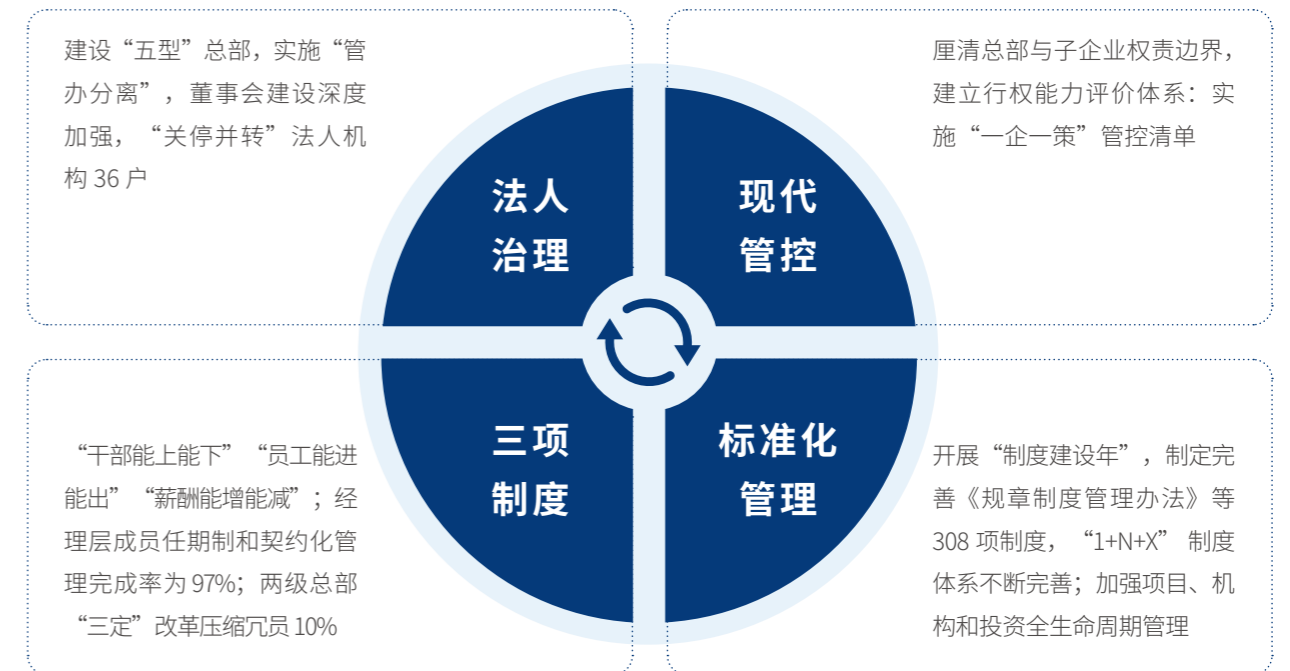 建设“五型”总部，实施“管
办分离”，董事会建设深度
加强，“关停并转”法人机
构 36 户
法人
治理
现代
管控
厘清总部与子企业权责边界，
建立行权能力评价体系：实
施“一企一策”管控清单
“干部能上能下”“员工能进
能出”“薪酬能增能减”；经
理层成员任期制和契约化管
理完成率为 97%；两级总部
“三定”改革压缩冗员 10%
三项
制度
标准化
管理
开展“制度建设年”，制定完
善《规章制度管理办法》等
308 项制度，“1+N+X” 制度
体系不断完善；加强项目、机
构和投资全生命周期管理